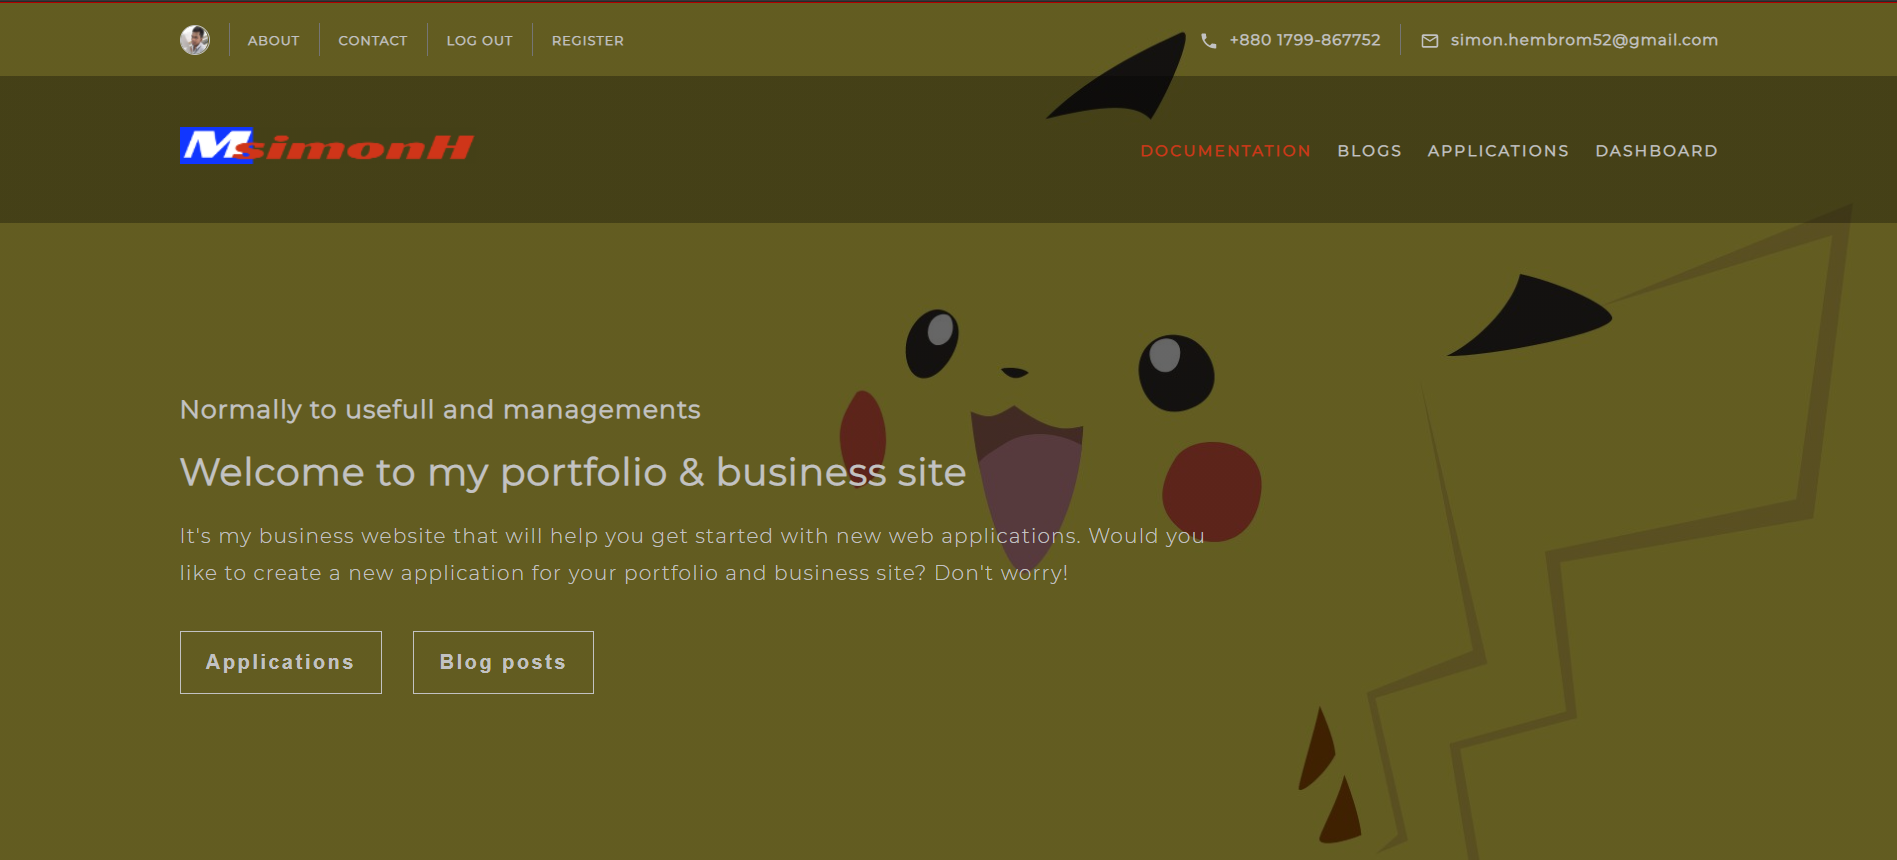 ABOUT CONTACT LOG OUT REGISTER +880 1799-867752 simon.hembrom52@gmail.com
MsimonH DOCUMENTATION BLOGS APPLICATIONS DASHBOARD
Normally to usefull and managements
Welcome to my portfolio & business site
It's my business website that will help you get started with new web applications. Would you
like to create a new application for your portfolio and business site? Don't worry!
Applications Blog posts